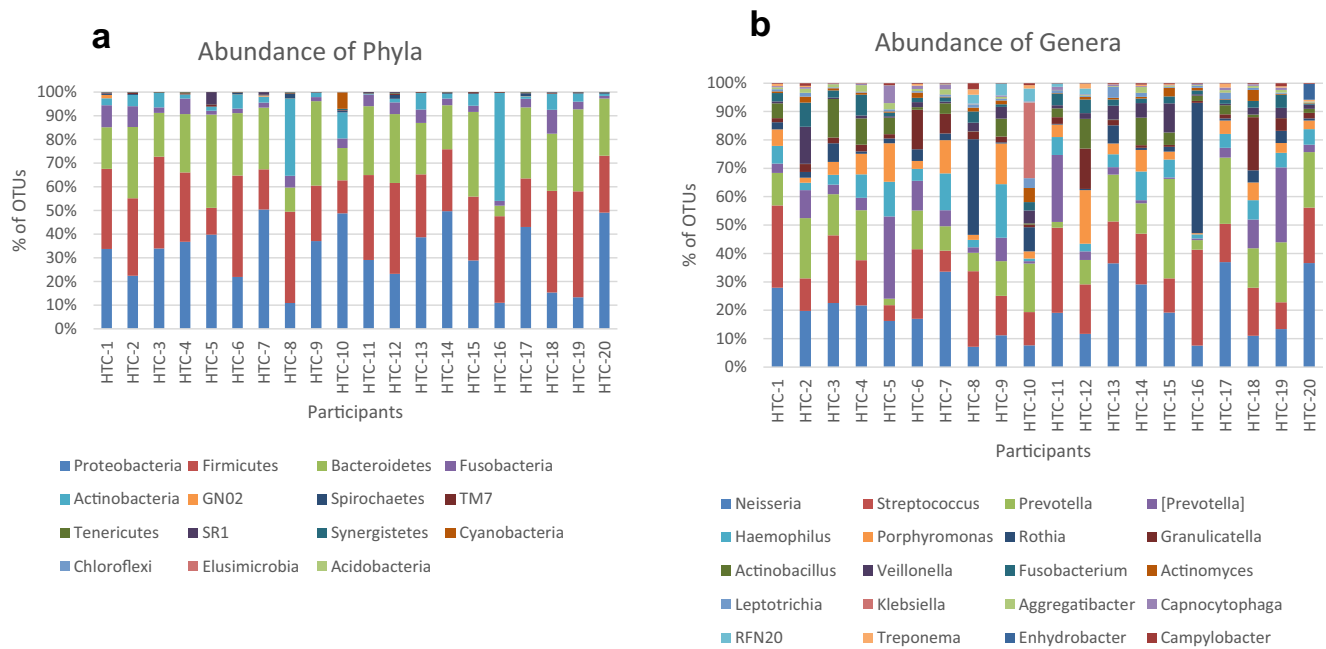 a
Abundance of Phyla
100%
90%
80%
70%
60%
50%
40%
30%
20%
10%
0%
% of OTUs
HTC-1
HTC-2
HTC-3
HTC-4
HTC-5
HTC-6
HTC-7
HTC-8
HTC-9
HTC-10
HTC-11
HTC-12
HTC-13
HTC-14
HTC-15
HTC-16
HTC-17
HTC-18
HTC-19
HTC-20
Participants
Proteobacteria Firmicutes Bacteroidetes Fusobacteria
Actinobacteria GN02 Spirochaetes TM7
Tenericutes SR1 Synergistetes Cyanobacteria
Chloroflexi Elusimicrobia Acidobacteria
b
Abundance of Genera
100%
90%
80%
70%
60%
50%
40%
30%
20%
10%
0%
% of OTUs
HTC-1
HTC-2
HTC-3
HTC-4
HTC-5
HTC-6
HTC-7
HTC-8
HTC-9
HTC-10
HTC-11
HTC-12
HTC-13
HTC-14
HTC-15
HTC-16
HTC-17
HTC-18
HTC-19
HTC-20
Participants
Neisseria Streptococcus Prevotella [Prevotella]
Haemophilus Porphyromonas Rothia Granulicatella
Actinobacillus Veillonella Fusobacterium Actinomyces
Leptotrichia Klebsiella Aggregatibacter Capnocytophaga
RFN20 Treponema Enhydrobacter Campylobacter